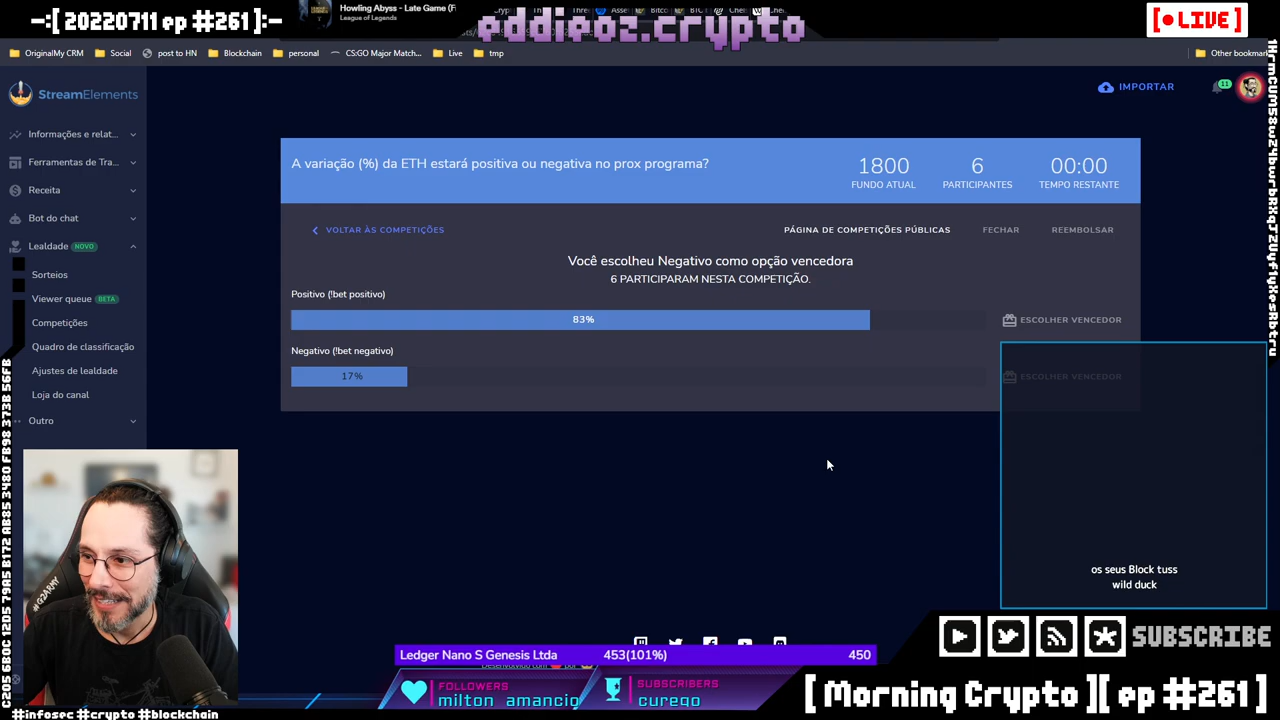 -:[ 20220711 ep #261 ]:-
Howling Abyss - Late Game (F
League of Legends
eddieoz.crypto
[ ● LIVE ]
OriginalMy CRM
Social
post to HN
Blockchain
personal
CS:GO Major Match...
Live
tmp
Other bookmar
StreamElements
IMPORTAR
11
Informações e relat...
Ferramentas de Tra...
Receita
Bot do chat
Lealdade NOVO
Sorteios
Viewer queue BETA
Competições
Quadro de classificação
Ajustes de lealdade
Loja do canal
Outro
A variação (%) da ETH estará positiva ou negativa no prox programa?
1800
FUNDO ATUAL
6
PARTICIPANTES
00:00
TEMPO RESTANTE
VOLTAR ÀS COMPETIÇÕES
PÁGINA DE COMPETIÇÕES PÚBLICAS
FECHAR
REEMBOLSAR
Você escolheu Negativo como opção vencedora
6 PARTICIPARAM NESTA COMPETIÇÃO.
Positivo (!bet positivo)
83%
ESCOLHER VENCEDOR
Negativo (!bet negativo)
17%
ESCOLHER VENCEDOR
os seus Block tuss
wild duck
#G2ARMY
Ledger Nano S Genesis Ltda 453(101%) 450
FOLLOWERS
milton_amancio
SUBSCRIBERS
curego
SUBSCRIBE
[ Morning Crypto ][ ep #261 ]
#infosec #crypto #blockchain